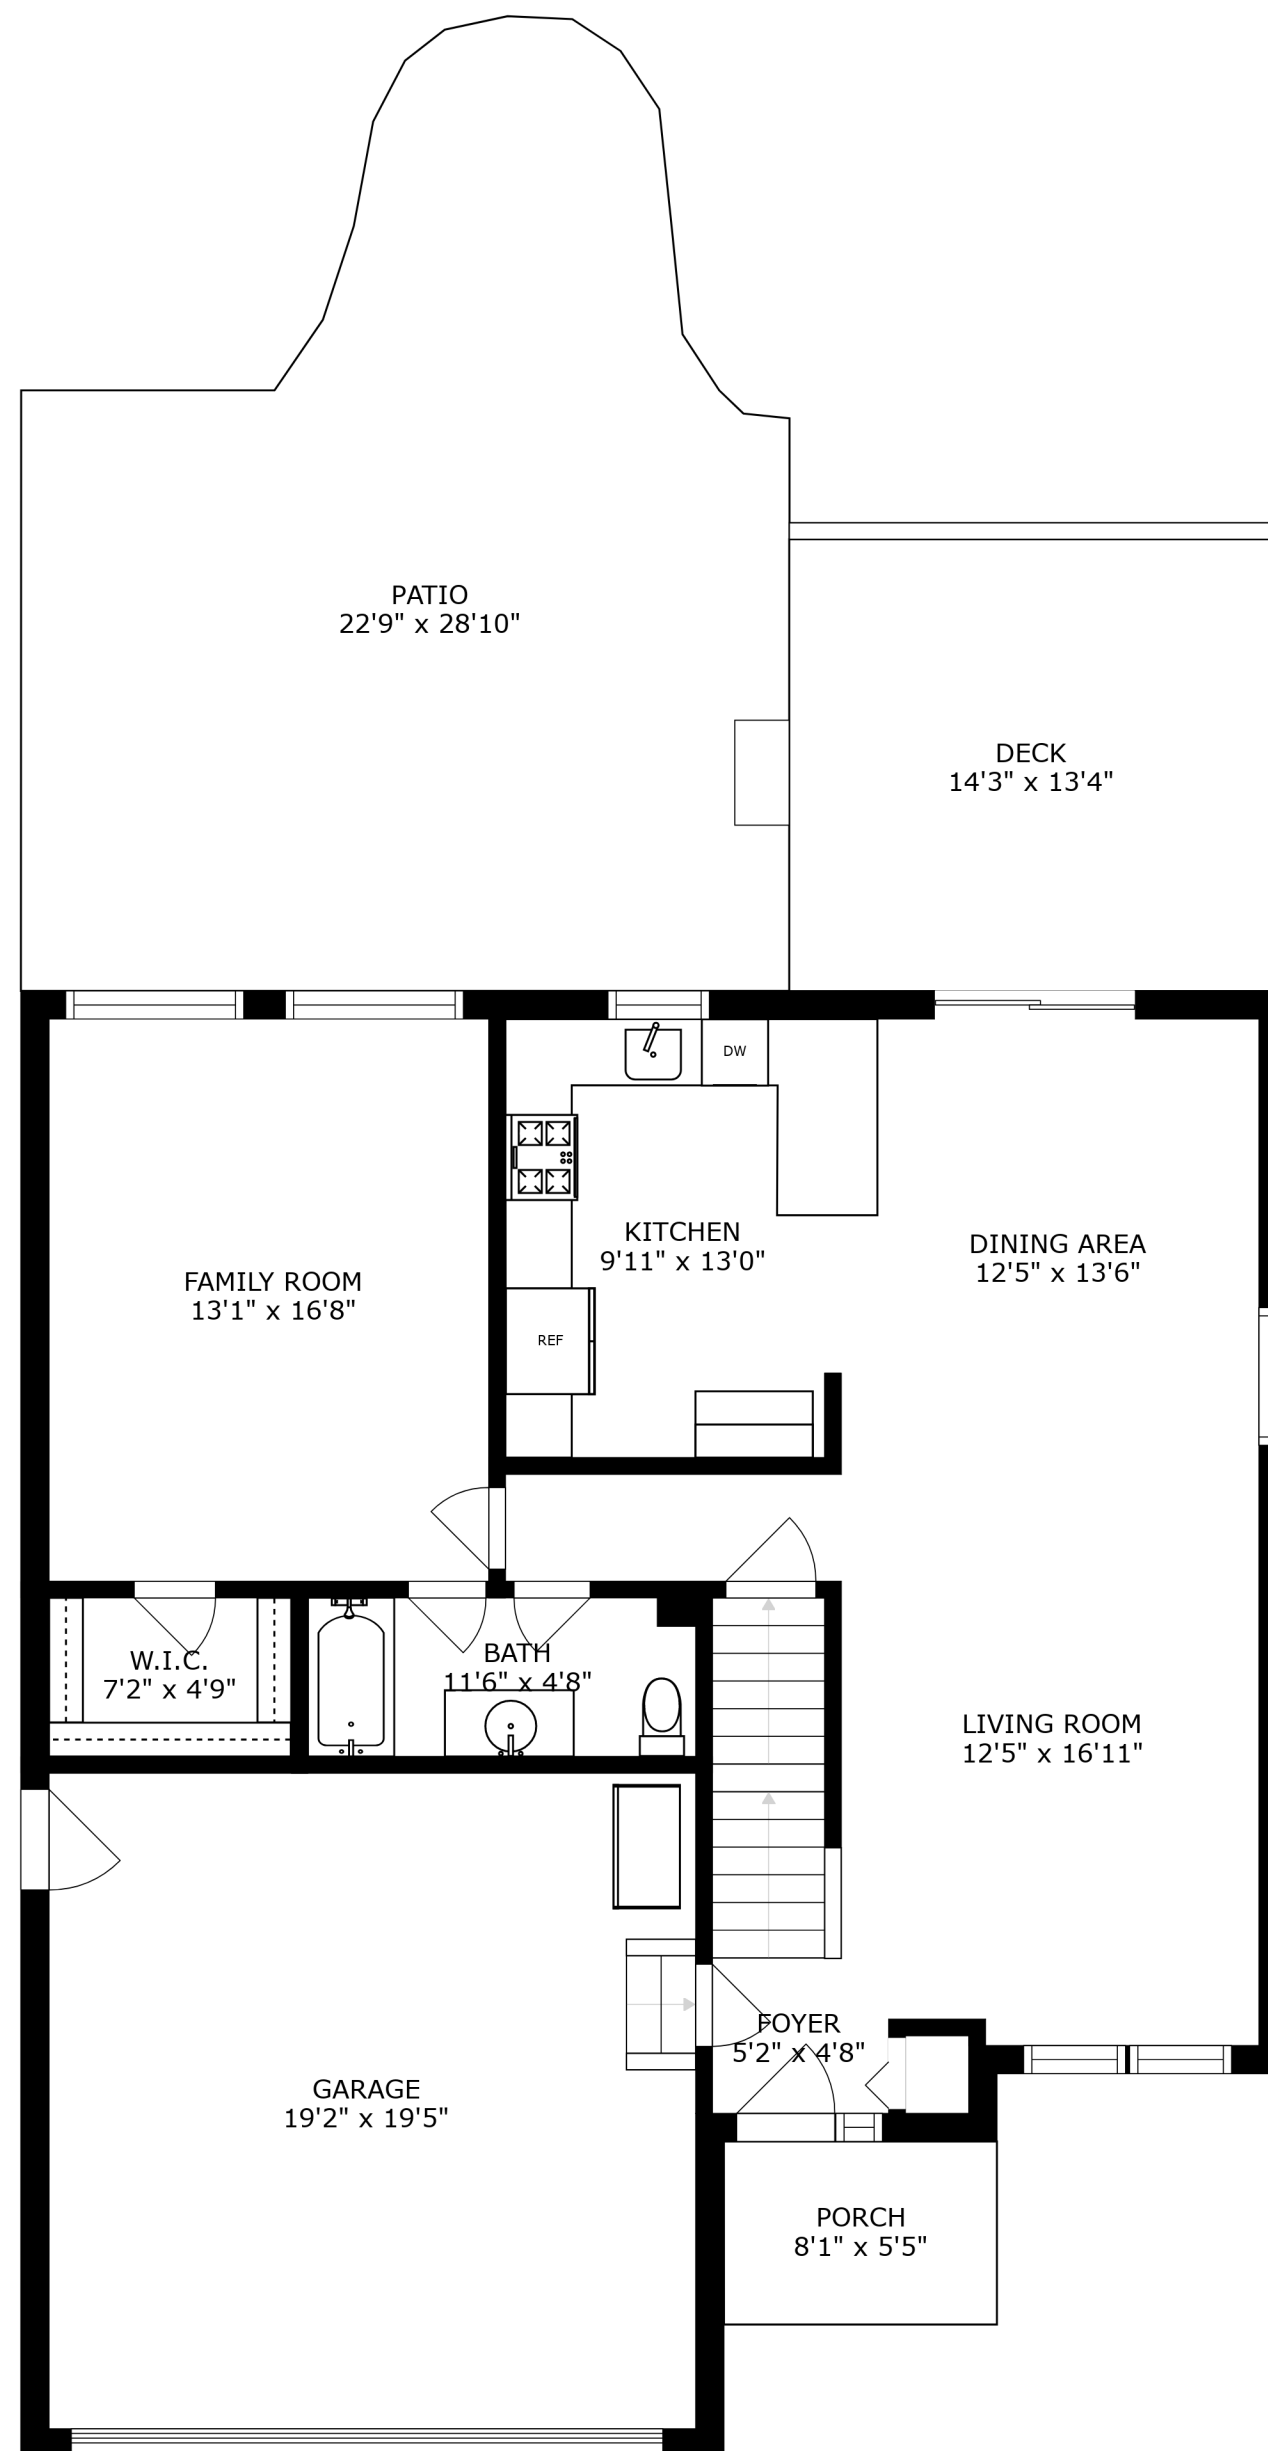 PATIO
22'9" x 28'10"
DECK
14'3" x 13'4"
DW
KITCHEN
9'11" x 13'0"
DINING AREA
12'5" x 13'6"
FAMILY ROOM
13'1" x 16'8"
REF
BATH
11'6" x 4'8"
W.I.C.
7'2" x 4'9"
LIVING ROOM
12'5" x 16'11"
FOYER
5'2" x 4'8"
GARAGE
19'2" x 19'5"
PORCH
8'1" x 5'5"